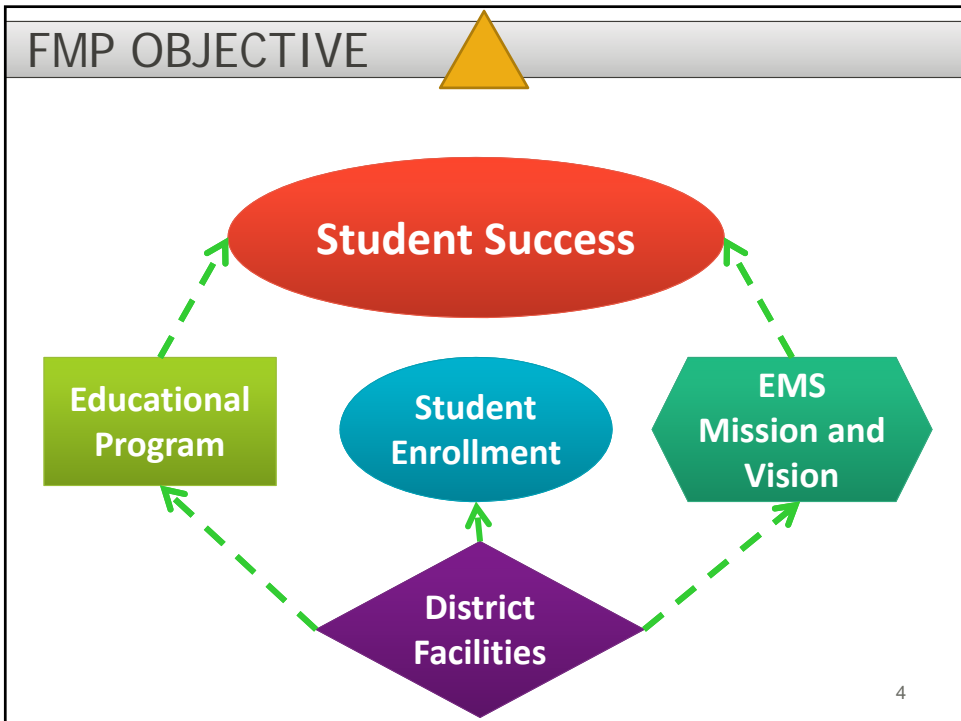 FMP OBJECTIVE
Student Success
Educational
Program
Student
Enrollment
EMS
Mission and
Vision
District
Facilities
4